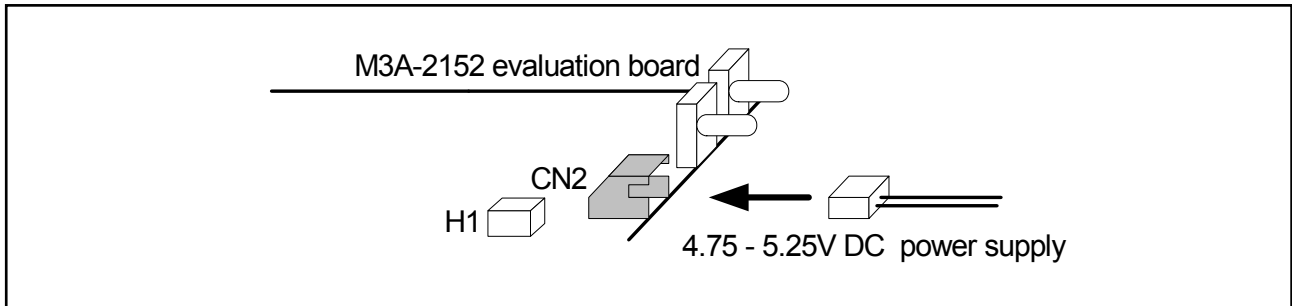 M3A-2152 evaluation board
CN2
H1
4.75 - 5.25V DC  power supply